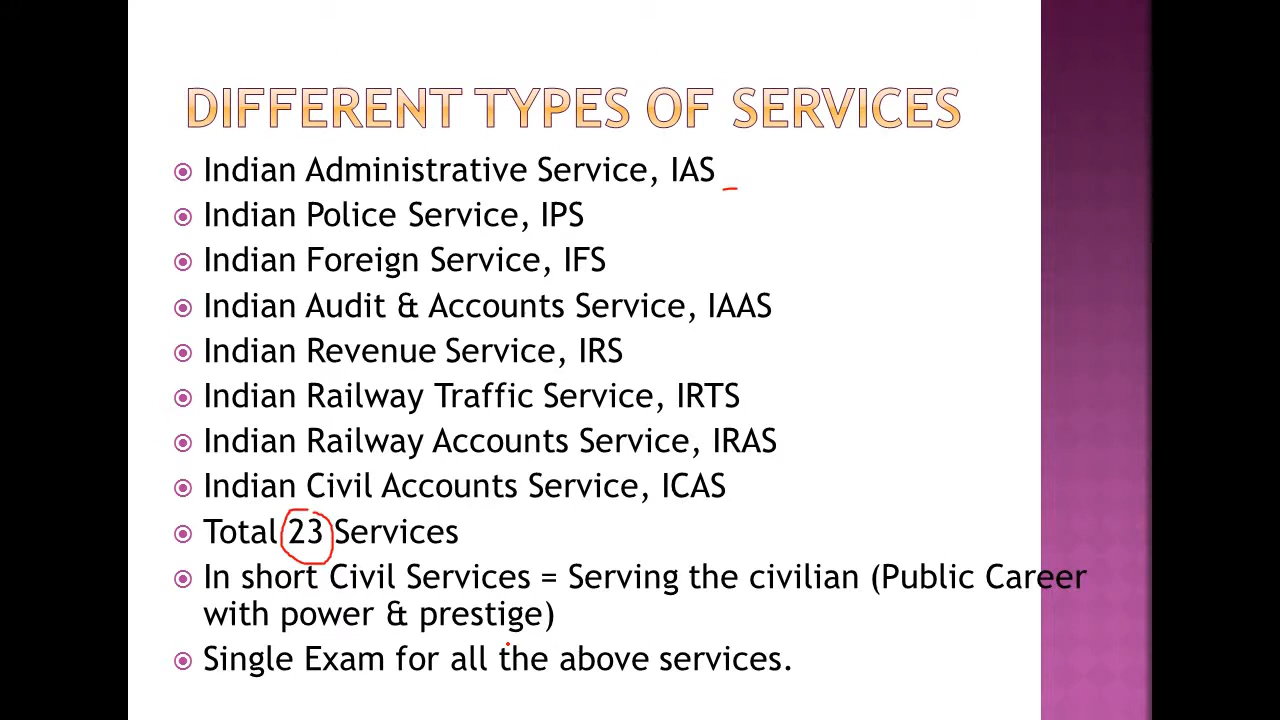 DIFFERENT TYPES OF SERVICES
Indian Administrative Service, IAS
Indian Police Service, IPS
Indian Foreign Service, IFS
Indian Audit & Accounts Service, IAAS
Indian Revenue Service, IRS
Indian Railway Traffic Service, IRTS
Indian Railway Accounts Service, IRAS
Indian Civil Accounts Service, ICAS
Total 23 Services
In short Civil Services = Serving the civilian (Public Career
with power & prestige)
Single Exam for all the above services.